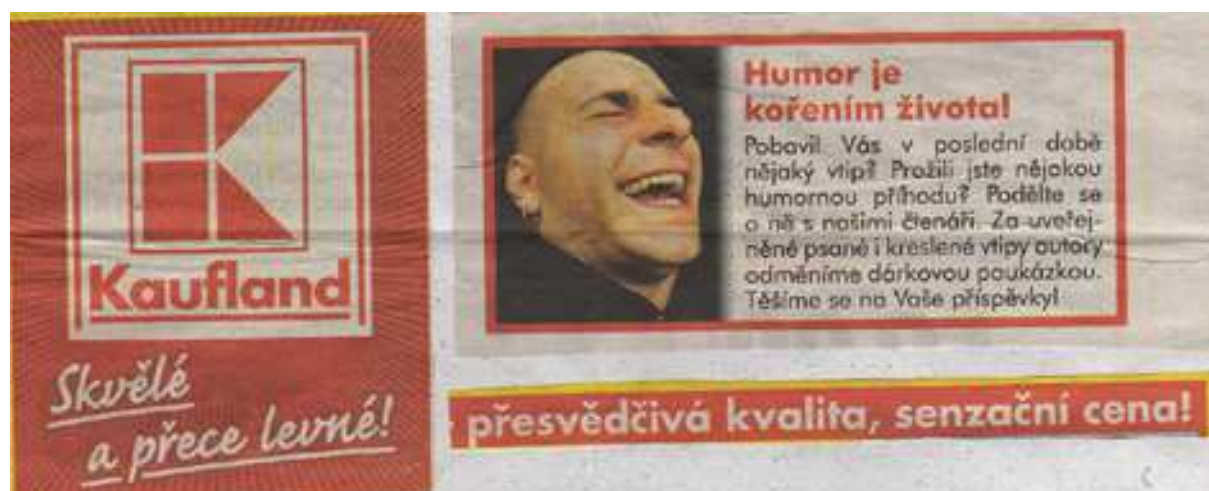 Kaufland
Skvělé
a přece levné!
Humor je
kořením života!
Pobavil Vás v poslední době
nějaký vtip? Prožili jste nějakou
humornou příhodu? Podělte se
o ně s našimi čtenáři. Za uveřej-
něné psané i kreslené vtipy autory
odměníme dárkovou poukázkou.
Těšíme se na Vaše příspěvky!
přesvědčivá kvalita, senzační cena!